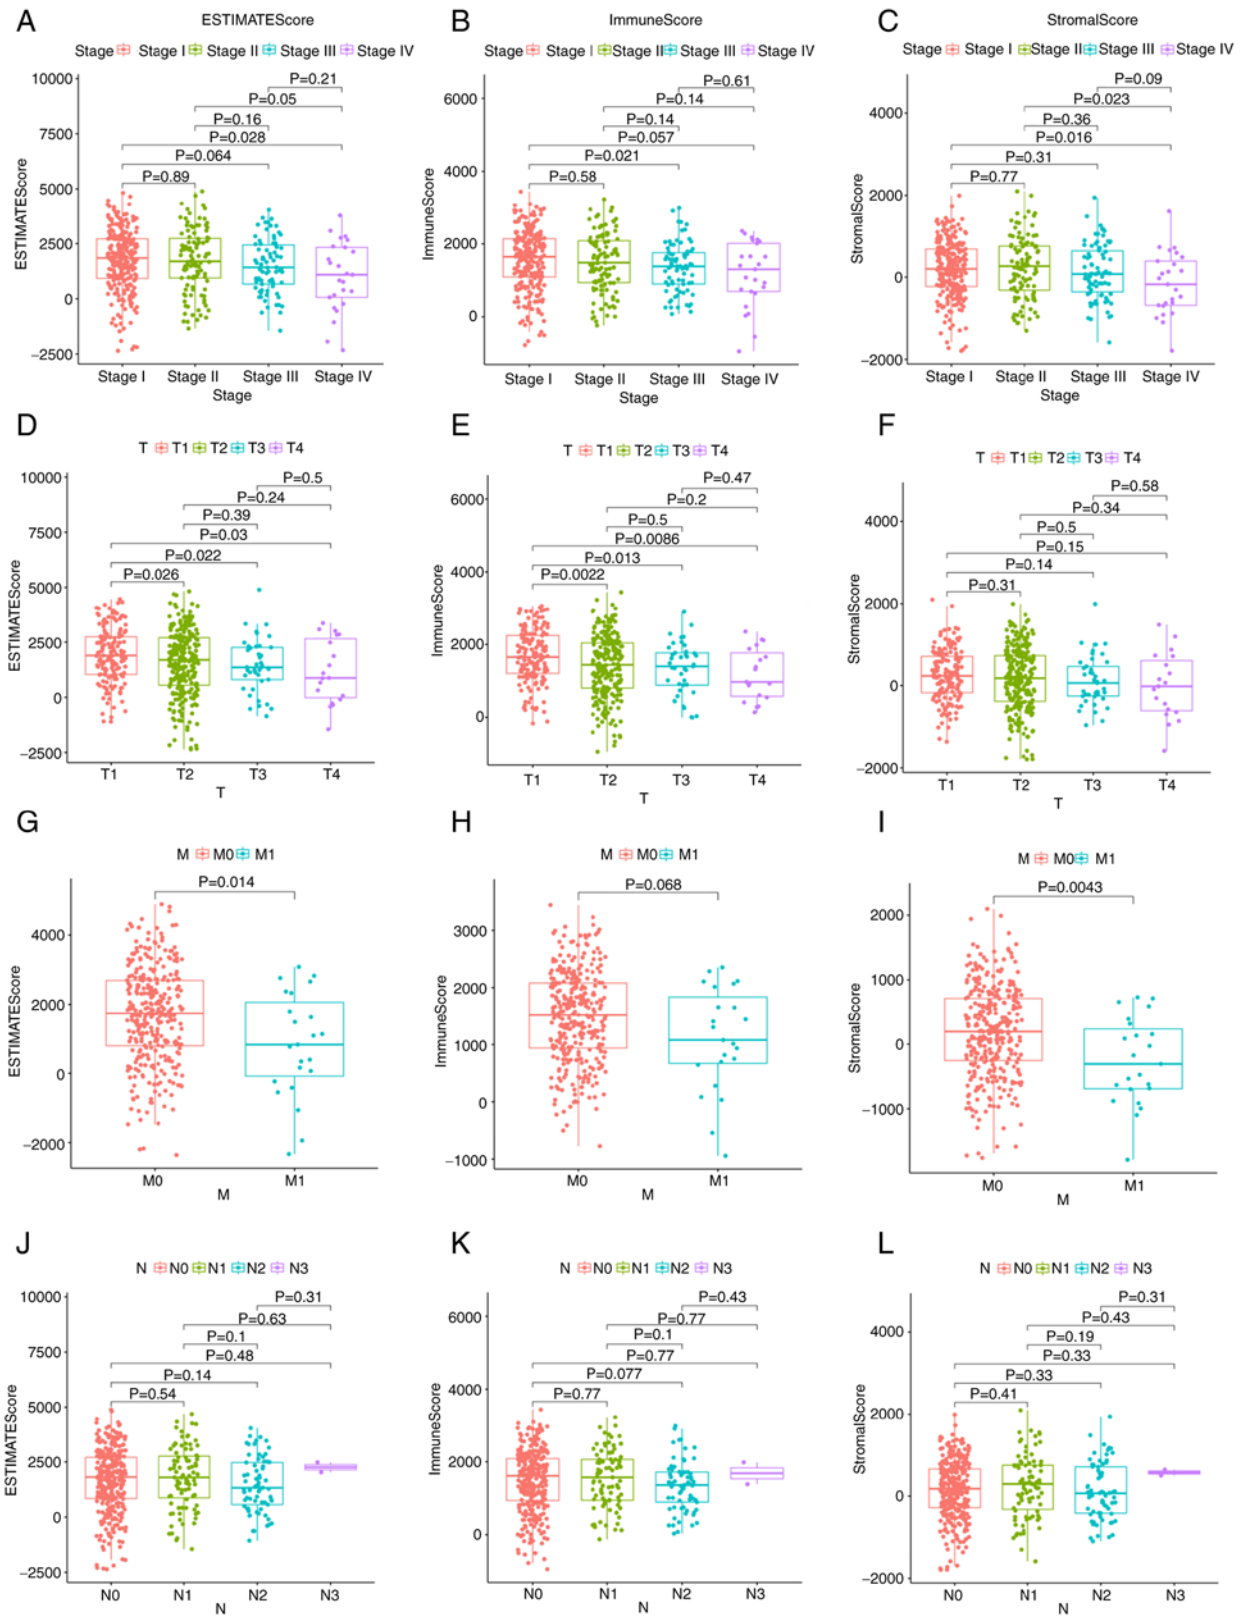 A
ESTIMATEScore
Stage Stage I Stage II Stage III Stage IV
ESTIMATEScore
10000
7500
5000
2500
0
−2500
P=0.21
P=0.05
P=0.16
P=0.028
P=0.064
P=0.89
Stage I Stage II Stage III Stage IV
Stage
B
ImmuneScore
Stage Stage I Stage II Stage III Stage IV
ImmuneScore
6000
4000
2000
0
P=0.61
P=0.14
P=0.14
P=0.057
P=0.021
P=0.58
Stage I Stage II Stage III Stage IV
Stage
C
StromalScore
Stage Stage I Stage II Stage III Stage IV
StromalScore
4000
2000
0
−2000
P=0.09
P=0.023
P=0.36
P=0.016
P=0.31
P=0.77
Stage I Stage II Stage III Stage IV
Stage
D
T T1 T2 T3 T4
ESTIMATEScore
10000
7500
5000
2500
0
−2500
P=0.5
P=0.24
P=0.39
P=0.03
P=0.022
P=0.026
T1 T2 T3 T4
T
E
T T1 T2 T3 T4
ImmuneScore
6000
4000
2000
0
P=0.47
P=0.2
P=0.5
P=0.0086
P=0.013
P=0.0022
T1 T2 T3 T4
T
F
T T1 T2 T3 T4
StromalScore
4000
2000
0
−2000
P=0.58
P=0.34
P=0.5
P=0.15
P=0.14
P=0.31
T1 T2 T3 T4
T
G
M M0 M1
ESTIMATEScore
4000
2000
0
−2000
P=0.014
M0 M1
M
H
M M0 M1
ImmuneScore
3000
2000
1000
0
−1000
P=0.068
M0 M1
M
I
M M0 M1
StromalScore
2000
1000
0
−1000
P=0.0043
M0 M1
M
J
N N0 N1 N2 N3
ESTIMATEScore
10000
7500
5000
2500
0
−2500
P=0.31
P=0.63
P=0.1
P=0.48
P=0.14
P=0.54
N0 N1 N2 N3
N
K
N N0 N1 N2 N3
ImmuneScore
6000
4000
2000
0
P=0.43
P=0.77
P=0.1
P=0.77
P=0.077
P=0.77
N0 N1 N2 N3
N
L
N N0 N1 N2 N3
StromalScore
4000
2000
0
−2000
P=0.31
P=0.43
P=0.19
P=0.33
P=0.33
P=0.41
N0 N1 N2 N3
N